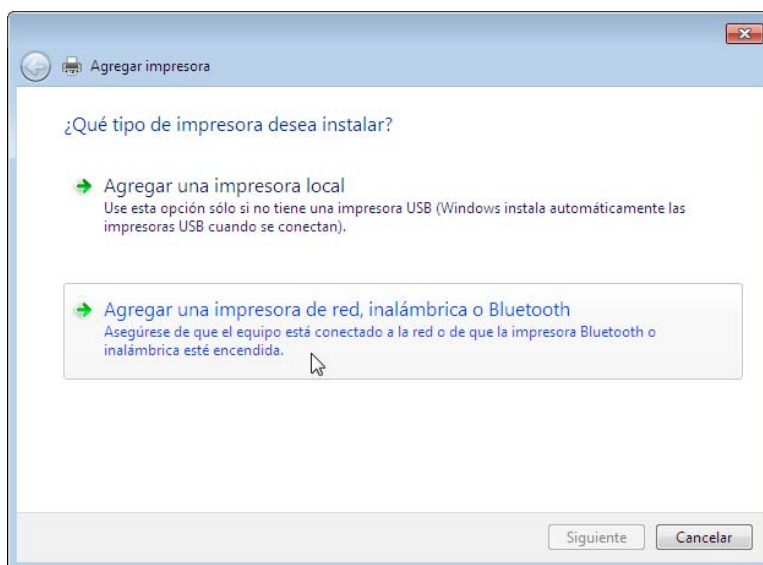 Agregar impresora
¿Qué tipo de impresora desea instalar?
Agregar una impresora local
Use esta opción sólo si no tiene una impresora USB (Windows instala automáticamente las
impresoras USB cuando se conectan).
Agregar una impresora de red, inalámbrica o Bluetooth
Asegúrese de que el equipo está conectado a la red o de que la impresora Bluetooth o
inalámbrica esté encendida.
Siguiente
Cancelar